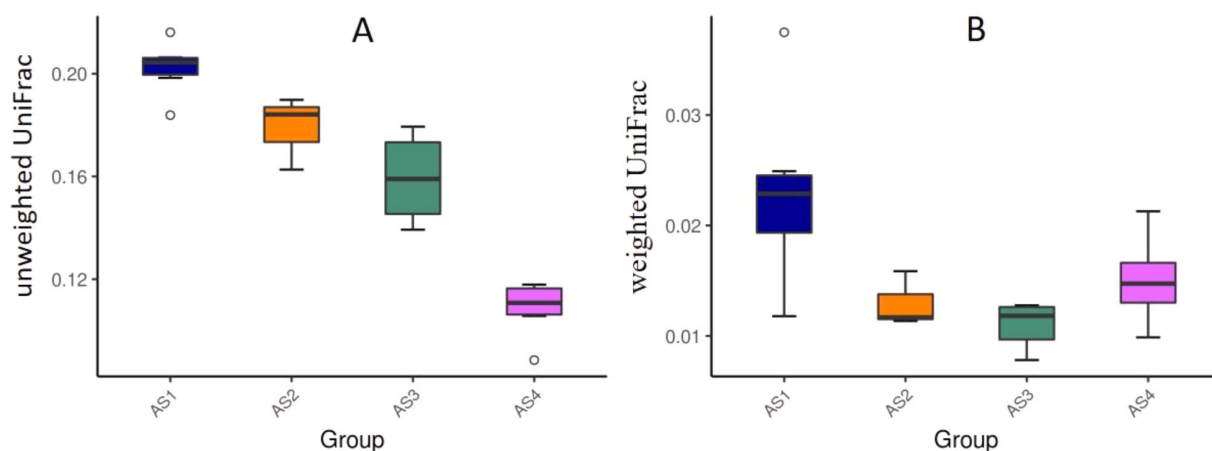 A
unweighted UniFrac
0.20
0.16
0.12
AS1
AS2
AS3
AS4
Group
B
weighted UniFrac
0.03
0.02
0.01
AS1
AS2
AS3
AS4
Group